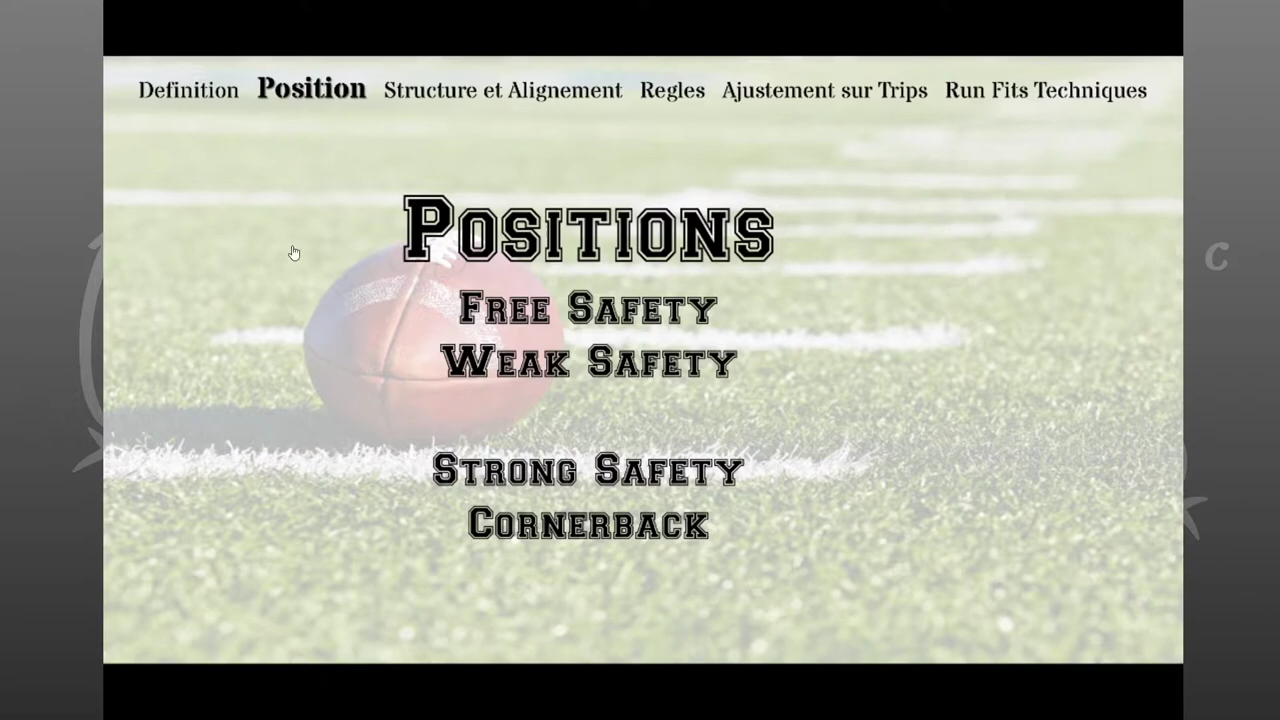 Definition Position Structure et Alignement Regles Ajustement sur Trips Run Fits Techniques
Positions
Free Safety
Weak Safety
Strong Safety
Cornerback
C